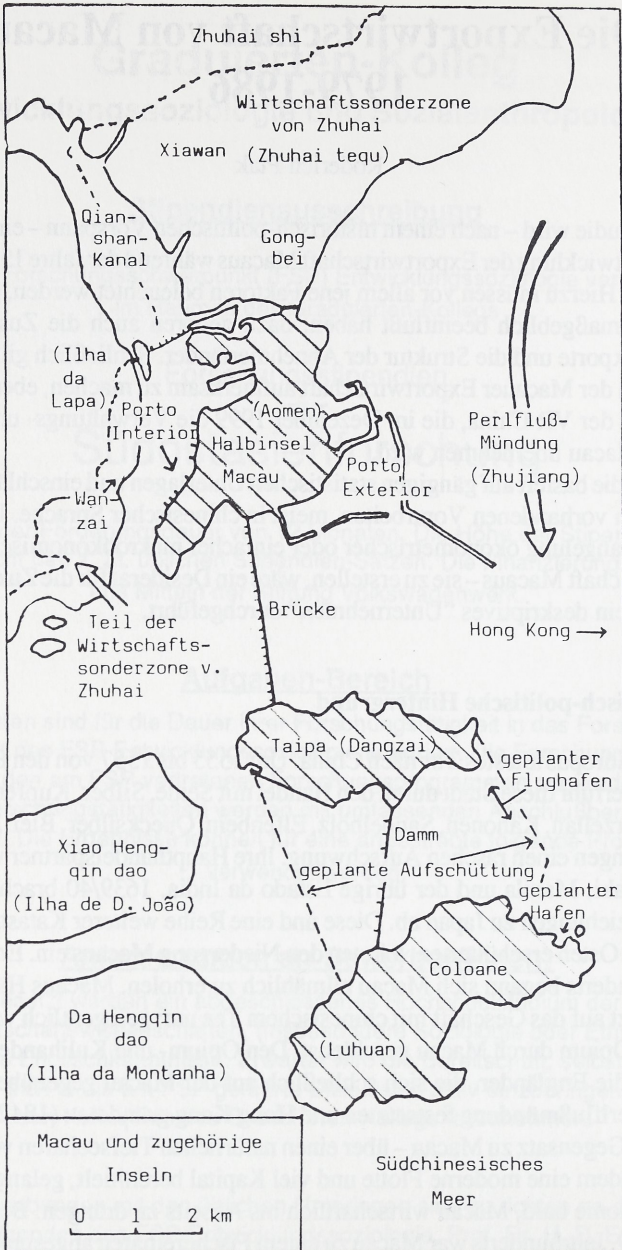 Zhuhai shi
Wirtschaftssonderzone
von Zhuhai
Xiawan (Zhuhai tequ)
Qian-
shan-
Kanal
Gong-
bei
(Ilha
da
Lapa)
Porto
Interior
(Aomen)
Halbinsel
Macau
Porto
Exterior
Perlfluß-
Mündung
(Zhujiang)
Wan
zai
Brücke
Hong Kong
Teil der
Wirtschafts-
sonderzone v.
Zhuhai
Taipa (Dangzai)
geplanter
Flughafen
Damm
Xiao Heng-
qin dao
(Ilha de D. João)
geplante Aufschüttung
geplanter
Hafen
Coloane
Da Hengqin
dao
(Ilha da Montanha)
(Luhuan)
Macau und zugehörige
Inseln
Südchinesisches
Meer
0 1 2 km